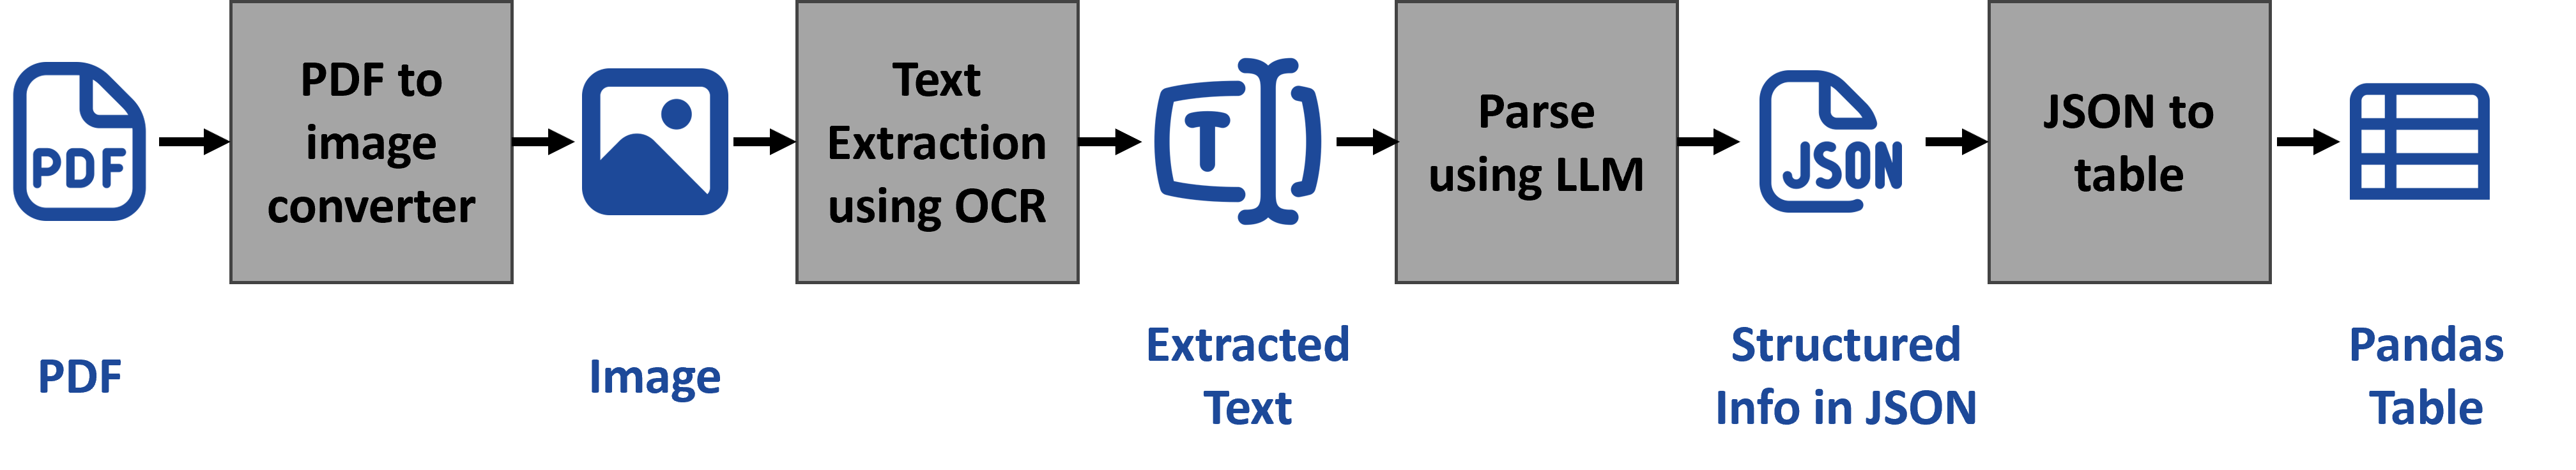 PDF
PDF to
image
converter
Text
Extraction
using OCR
T
Parse
using LLM
JSON
JSON to
table
PDF
Image
Extracted
Text
Structured
Info in JSON
Pandas
Table